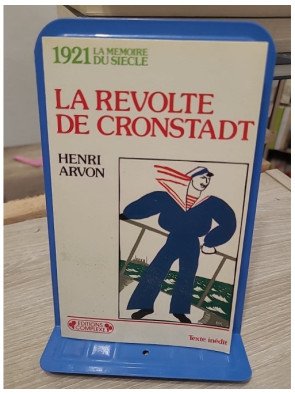 1921 LA MEMOIRE
DU SIECLE
LA REVOLTE
DE CRONSTADT
HENRI
ARVON
EDITIONS
COMPLEXE
Texte inédit